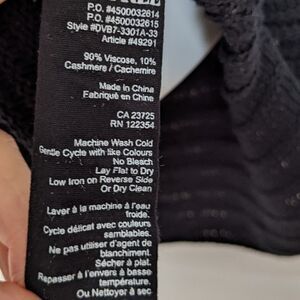 P.O. #4500032614
P.O. #4500032615
Style #DVB7-3301A-33
Article #49291
90% Viscose, 10%
Cashmere / Cachemire
Made in China
Fabriqué en Chine
CA 23725
RN 122354
Machine Wash Cold
Gentle Cycle with like Colours
No Bleach
Lay Flat to Dry
Low Iron on Reverse Side
Or Dry Clean
Laver à la machine à l'eau
froide.
Cycle délicat avec couleurs
samblables.
Ne pas utiliser d'agent de
blanchiment.
Sécher à plat.
Repasser à l'envers à basse
température.
Ou Nettoyer à sec